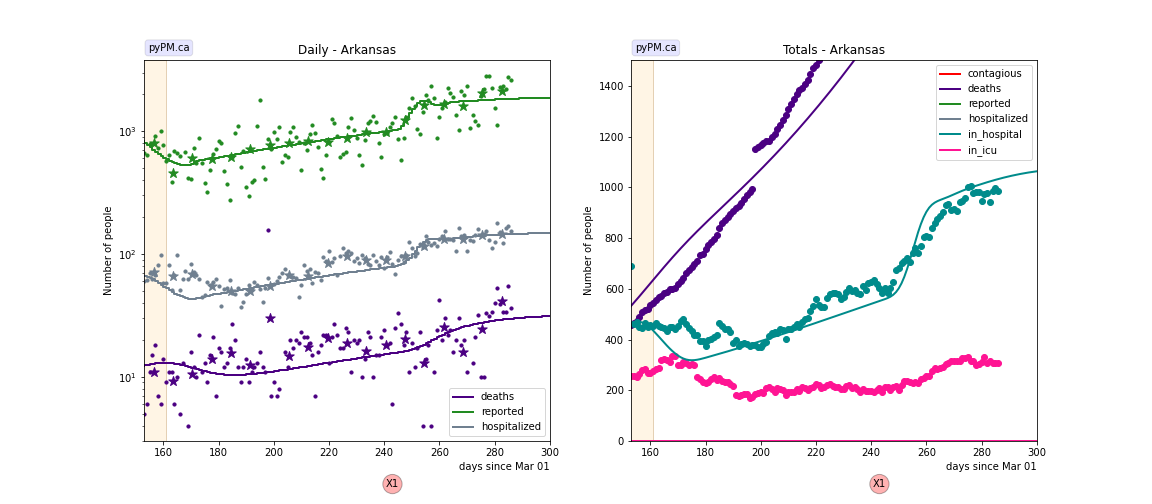 pyPM.ca
Daily - Arkansas
Number of people
10³
10²
10¹
160 180 200 220 240 260 280 300
days since Mar 01
deaths
reported
hospitalized
X1
pyPM.ca
Totals - Arkansas
Number of people
1400
1200
1000
800
600
400
200
0
160 180 200 220 240 260 280 300
days since Mar 01
contagious
deaths
reported
hospitalized
in_hospital
in_icu
X1